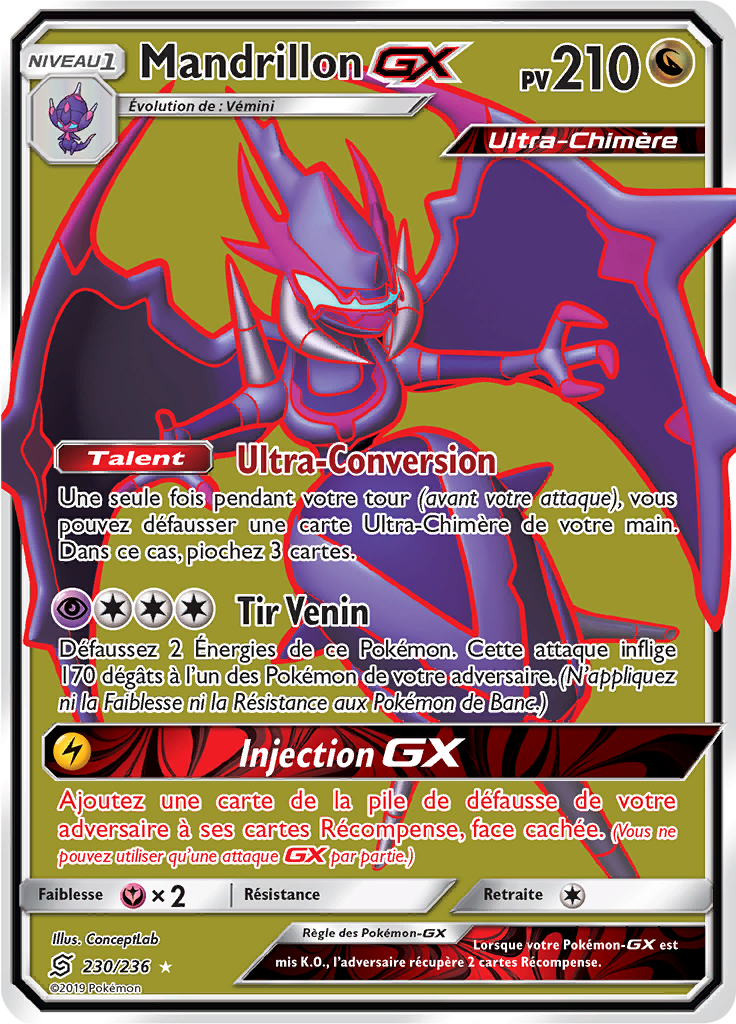 NIVEAU 1
Mandrillon GX
PV 210
Évolution de : Vémini
Ultra-Chimère
Talent Ultra-Conversion
Une seule fois pendant votre tour (avant votre attaque), vous
pouvez défausser une carte Ultra-Chimère de votre main.
Dans ce cas, piochez 3 cartes.
Tir Venin
Défaussez 2 Énergies de ce Pokémon. Cette attaque inflige
170 dégâts à l'un des Pokémon de votre adversaire. (N'appliquez
ni la Faiblesse ni la Résistance aux Pokémon de Banc.)
Injection GX
Ajoutez une carte de la pile de défausse de votre
adversaire à ses cartes Récompense, face cachée. (Vous ne
pouvez utiliser qu'une attaque GX par partie.)
Faiblesse ×2 Résistance Retraite
Illus. ConceptLab
230/236
©2019 Pokémon
Règle des Pokémon-GX
Lorsque votre Pokémon-GX est
mis K.O., l'adversaire récupère 2 cartes Récompense.